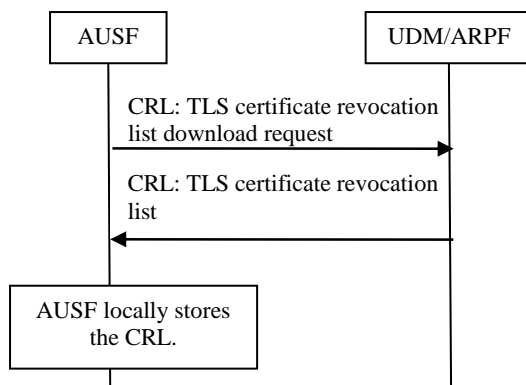 AUSF
UDM/ARPF
CRL: TLS certificate revocation
list download request
CRL: TLS certificate revocation
list
AUSF locally stores
the CRL.